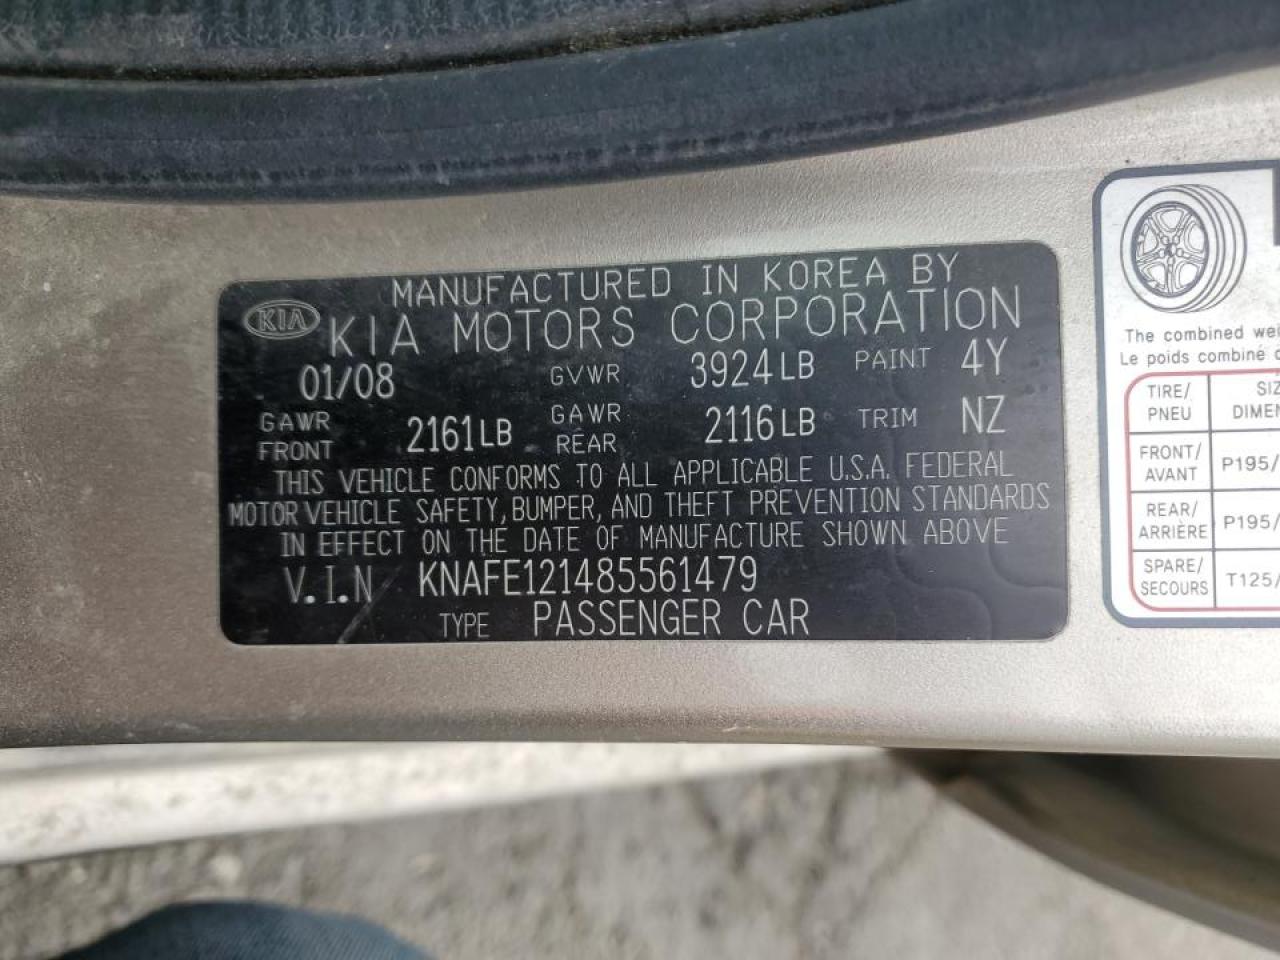 MANUFACTURED IN KOREA BY
KIA KIA MOTORS CORPORATION
01/08 GVWR 3924LB PAINT 4Y
GAWR FRONT 2161LB GAWR REAR 2116LB TRIM NZ
THIS VEHICLE CONFORMS TO ALL APPLICABLE U.S.A. FEDERAL
MOTOR VEHICLE SAFETY, BUMPER, AND THEFT PREVENTION STANDARDS
IN EFFECT ON THE DATE OF MANUFACTURE SHOWN ABOVE
V.I.N KNAFE121485561479
TYPE PASSENGER CAR
The combined wei
Le poids combiné
TIRE/ PNEU SIZ DIMEN
FRONT/ AVANT P195/
REAR/ ARRIÈRE P195/
SPARE/ SECOURS T125/